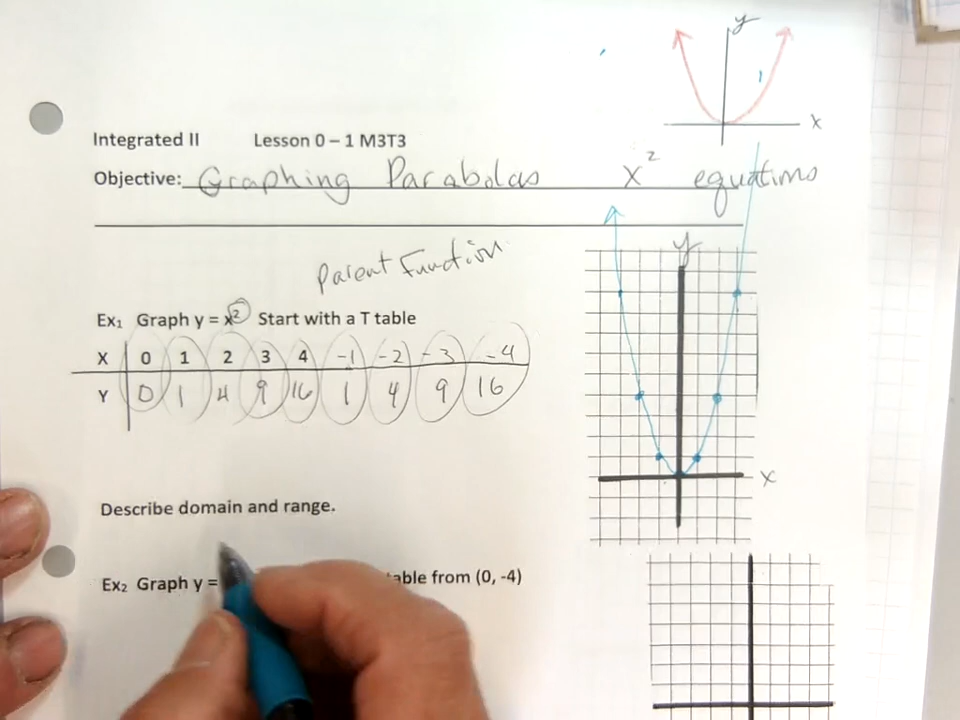 y
x
Integrated II Lesson 0 – 1 M3T3
Objective: Graphing Parabolas x² equations
Parent Function
y
Ex₁ Graph y = x² Start with a T table
X 0 1 2 3 4 -1 -2 -3 -4
Y 0 1 4 9 16 1 4 9 16
x
Describe domain and range.
Ex₂ Graph y = table from (0, -4)